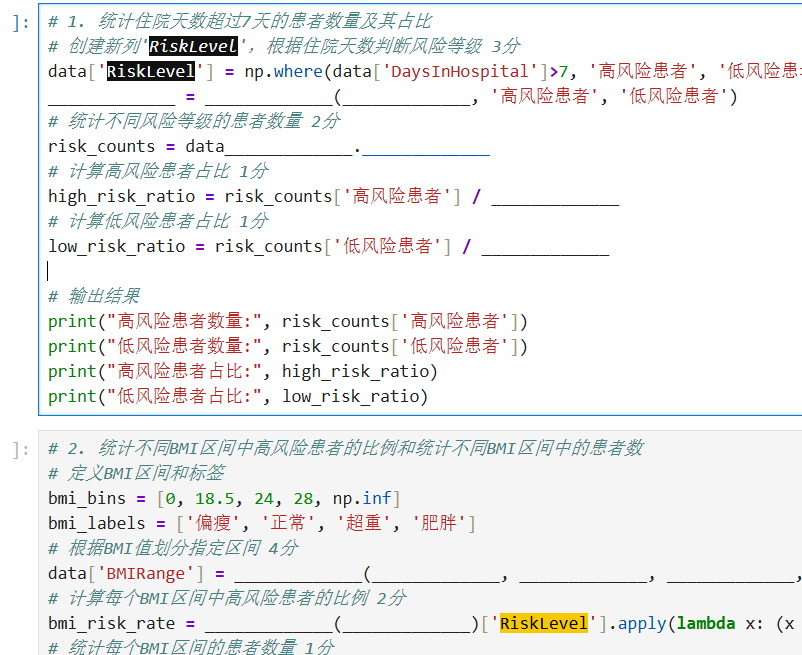 ]: # 1. 统计住院天数超过7天的患者数量及其占比
# 创建新列'RiskLevel'，根据住院天数判断风险等级 3分
data['RiskLevel'] = np.where(data['DaysInHospital']>7, '高风险患者', '低风险患者
_____________ = _____________(_____________, '高风险患者', '低风险患者')
# 统计不同风险等级的患者数量 2分
risk_counts = data_____________._____________
# 计算高风险患者占比 1分
high_risk_ratio = risk_counts['高风险患者'] / _____________
# 计算低风险患者占比 1分
low_risk_ratio = risk_counts['低风险患者'] / _____________
# 输出结果
print("高风险患者数量:", risk_counts['高风险患者'])
print("低风险患者数量:", risk_counts['低风险患者'])
print("高风险患者占比:", high_risk_ratio)
print("低风险患者占比:", low_risk_ratio)
]: # 2. 统计不同BMI区间中高风险患者的比例和统计不同BMI区间中的患者数
# 定义BMI区间和标签
bmi_bins = [0, 18.5, 24, 28, np.inf]
bmi_labels = ['偏瘦', '正常', '超重', '肥胖']
# 根据BMI值划分指定区间 4分
data['BMIRange'] = _____________(_____________, _____________, _____________,
# 计算每个BMI区间中高风险患者的比例 2分
bmi_risk_rate = _____________(_____________)['RiskLevel'].apply(lambda x: (x
# 统计每个BMI区间的患者数量 1分